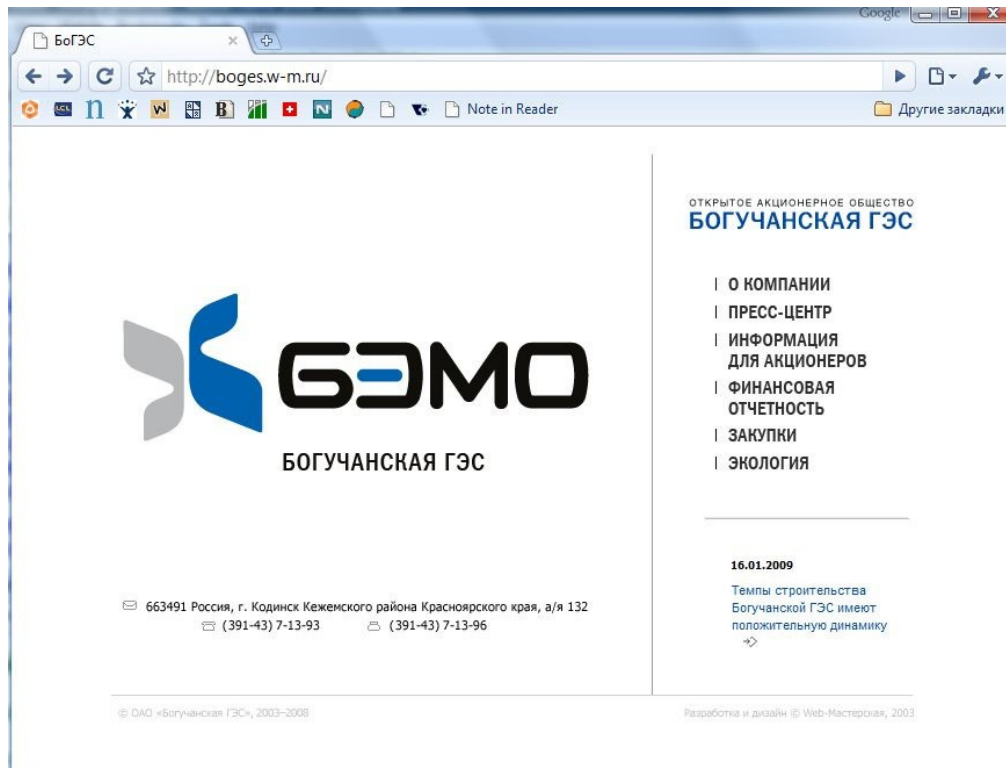 Google
БоГЭС
http://boges.w-m.ru/
Note in Reader
Другие закладки
БЭМО
БОГУЧАНСКАЯ ГЭС
663491 Россия, г. Кодинск Кежемского района Красноярского края, а/я 132
(391-43) 7-13-93 (391-43) 7-13-96
ОТКРЫТОЕ АКЦИОНЕРНОЕ ОБЩЕСТВО
БОГУЧАНСКАЯ ГЭС
О КОМПАНИИ
ПРЕСС-ЦЕНТР
ИНФОРМАЦИЯ
ДЛЯ АКЦИОНЕРОВ
ФИНАНСОВАЯ
ОТЧЕТНОСТЬ
ЗАКУПКИ
ЭКОЛОГИЯ
16.01.2009
Темпы строительства
Богучанской ГЭС имеют
положительную динамику
© ОАО «Богучанская ГЭС», 2003–2008
Разработка и дизайн © Web-Мастерская, 2003